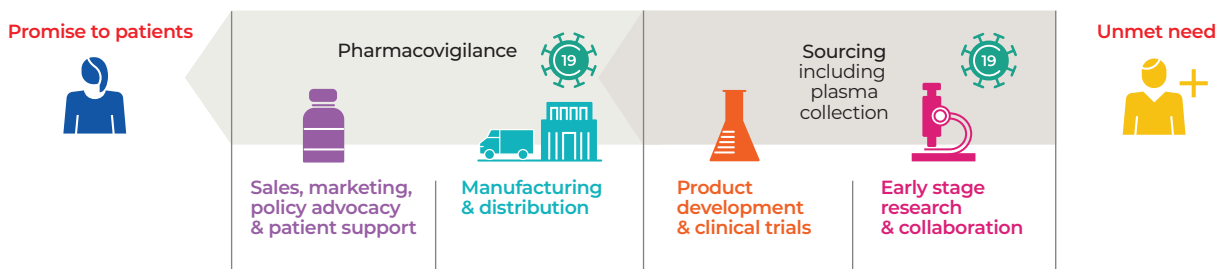 Promise to patients
Pharmacovigilance
19
Sourcing
including
plasma
collection
19
Unmet need
Sales, marketing,
policy advocacy
& patient support
Manufacturing
& distribution
Product
development
& clinical trials
Early stage
research
& collaboration